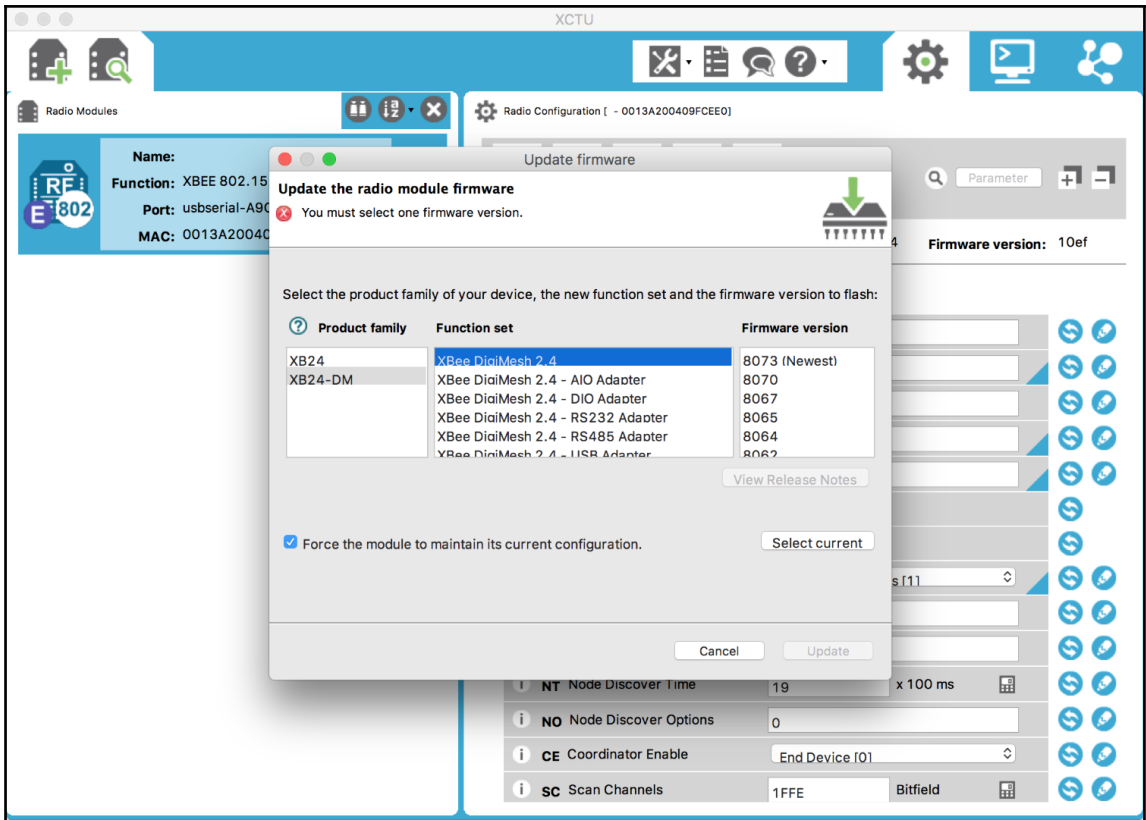 XCTU
Radio Modules
Radio Configuration [ - 0013A200409FCEE0]
Name:
Function: XBEE 802.15
Port: usbserial-A9
MAC: 0013A20040
RF
E 802
Parameter
Firmware version: 10ef
Update firmware
Update the radio module firmware
You must select one firmware version.
Select the product family of your device, the new function set and the firmware version to flash:
Product family Function set Firmware version
XB24 XBee DigiMesh 2.4 8073 (Newest)
XB24-DM XBee DigiMesh 2.4 - AIO Adapter 8070
XBee DigiMesh 2.4 - DIO Adapter 8067
XBee DigiMesh 2.4 - RS232 Adapter 8065
XBee DigiMesh 2.4 - RS485 Adapter 8064
XBee DigiMesh 2.4 - USB Adapter 8062
View Release Notes
Force the module to maintain its current configuration.
Select current
s [1]
Cancel Update
i NT Node Discover Time 19 x 100 ms
i NO Node Discover Options 0
i CE Coordinator Enable End Device [0]
i SC Scan Channels 1FFE Bitfield